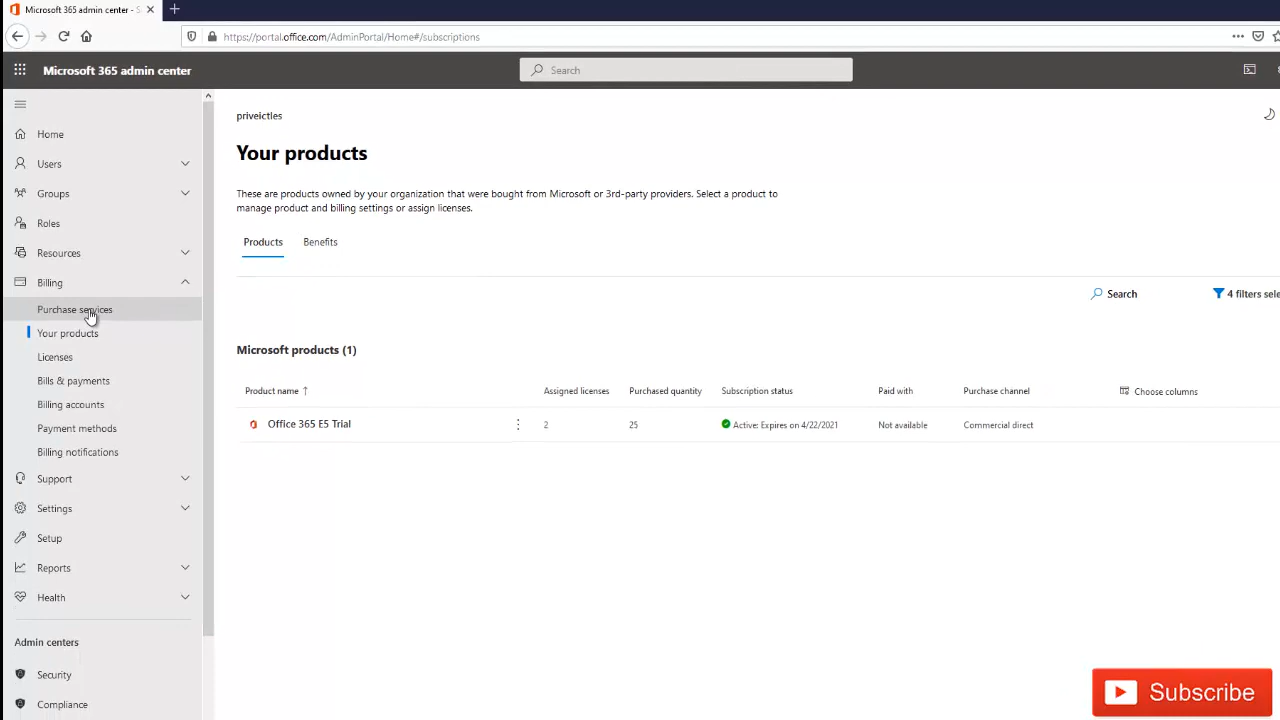 Microsoft 365 admin center - S
https://portal.office.com/AdminPortal/Home#/subscriptions
Microsoft 365 admin center
Search
Home
Users
Groups
Roles
Resources
Billing
Purchase services
Your products
Licenses
Bills & payments
Billing accounts
Payment methods
Billing notifications
Support
Settings
Setup
Reports
Health
Admin centers
Security
Compliance
priveictles
Your products
These are products owned by your organization that were bought from Microsoft or 3rd-party providers. Select a product to
manage product and billing settings or assign licenses.
Products Benefits
Search 4 filters sele
Microsoft products (1)
Product name ↑ Assigned licenses Purchased quantity Subscription status Paid with Purchase channel Choose columns
Office 365 E5 Trial 2 25 Active: Expires on 4/22/2021 Not available Commercial direct
Subscribe